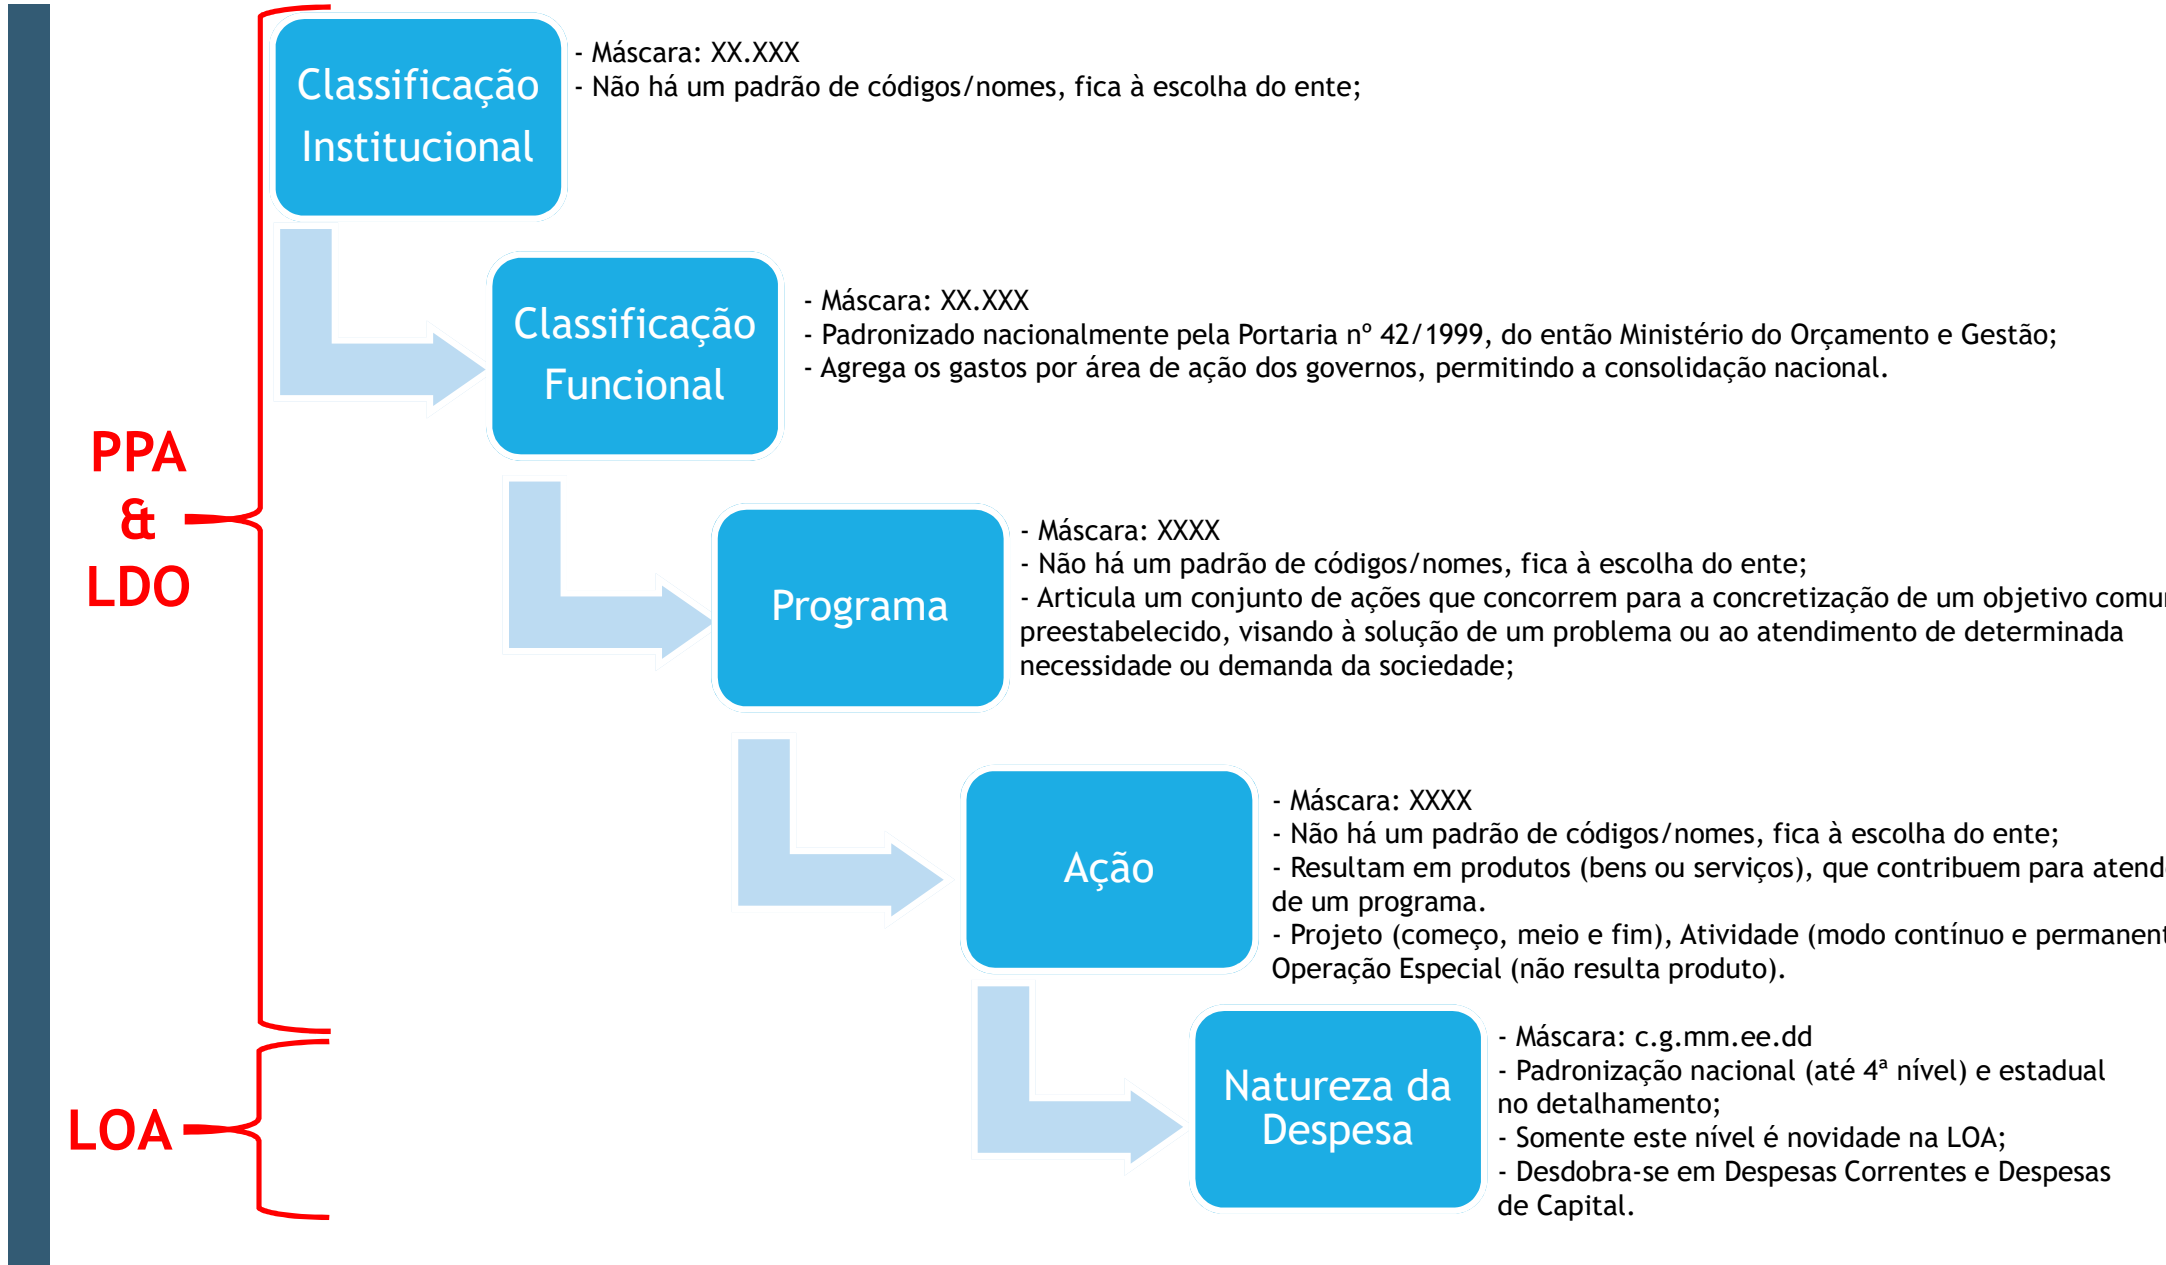 Classificação
Institucional
- Máscara: XX.XXX
- Não há um padrão de códigos/nomes, fica à escolha do ente;
Classificação
Funcional
- Máscara: XX.XXX
- Padronizado nacionalmente pela Portaria nº 42/1999, do então Ministério do Orçamento e Gestão;
- Agrega os gastos por área de ação dos governos, permitindo a consolidação nacional.
PPA
&
LDO
Programa
- Máscara: XXXX
- Não há um padrão de códigos/nomes, fica à escolha do ente;
- Articula um conjunto de ações que concorrem para a concretização de um objetivo
preestabelecido, visando à solução de um problema ou ao atendimento de determinada
necessidade ou demanda da sociedade;
Ação
- Máscara: XXXX
- Não há um padrão de códigos/nomes, fica à escolha do ente;
- Resultam em produtos (bens ou serviços), que contribuem para
de um programa.
- Projeto (começo, meio e fim), Atividade (modo contínuo e
Operação Especial (não resulta produto).
LOA
Natureza da
Despesa
- Máscara: c.g.mm.ee.dd
- Padronização nacional (até 4ª nível) e estadual
no detalhamento;
- Somente este nível é novidade na LOA;
- Desdobra-se em Despesas Correntes e Despesas
de Capital.